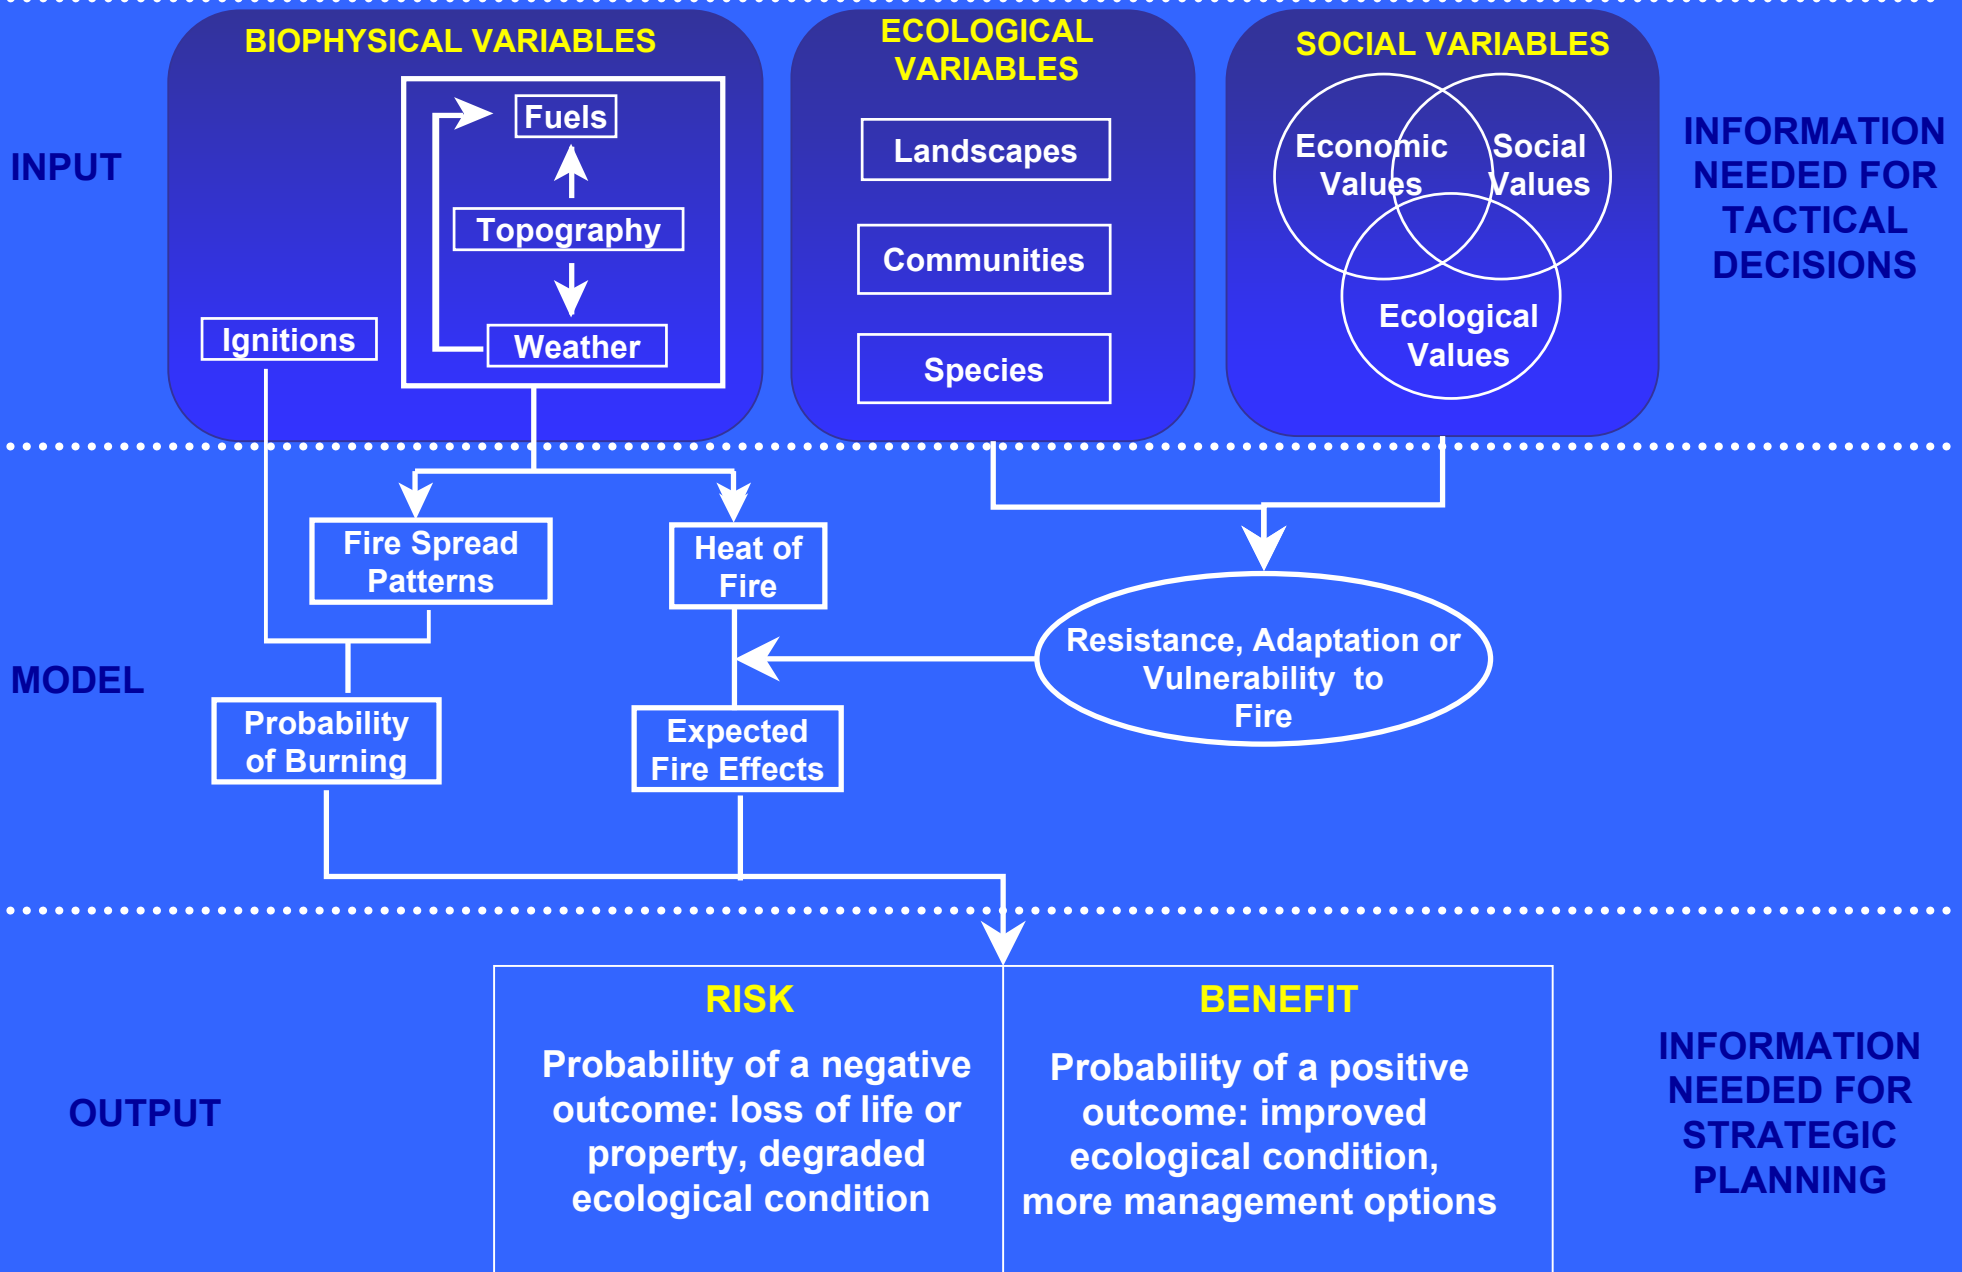 BIOPHYSICAL VARIABLES
ECOLOGICAL
VARIABLES
SOCIAL VARIABLES
INPUT
Fuels
Topography
Weather
Ignitions
Landscapes
Communities
Species
Economic
Values
Social
Values
Ecological
Values
INFORMATION
NEEDED FOR
TACTICAL
DECISIONS
MODEL
Fire Spread
Patterns
Heat of
Fire
Resistance, Adaptation or
Vulnerability to
Fire
Probability
of Burning
Expected
Fire Effects
OUTPUT
RISK
Probability of a negative
outcome: loss of life or
property, degraded
ecological condition
BENEFIT
Probability of a positive
outcome: improved
ecological condition,
more management options
INFORMATION
NEEDED FOR
STRATEGIC
PLANNING